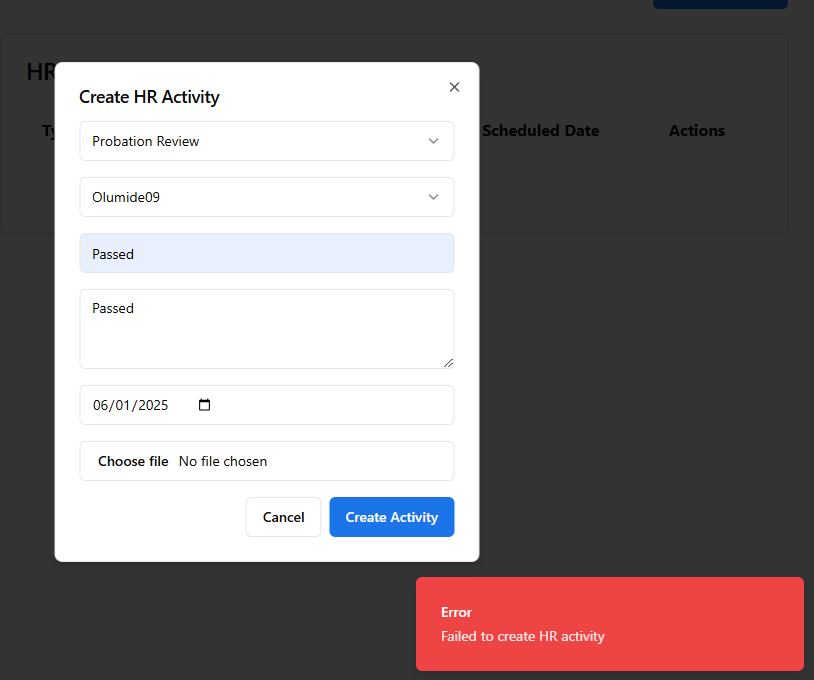 HR
Create HR Activity
Ty
Scheduled Date
Actions
Probation Review
Olumide09
Passed
Passed
06/01/2025
Choose file No file chosen
Cancel
Create Activity
Error
Failed to create HR activity